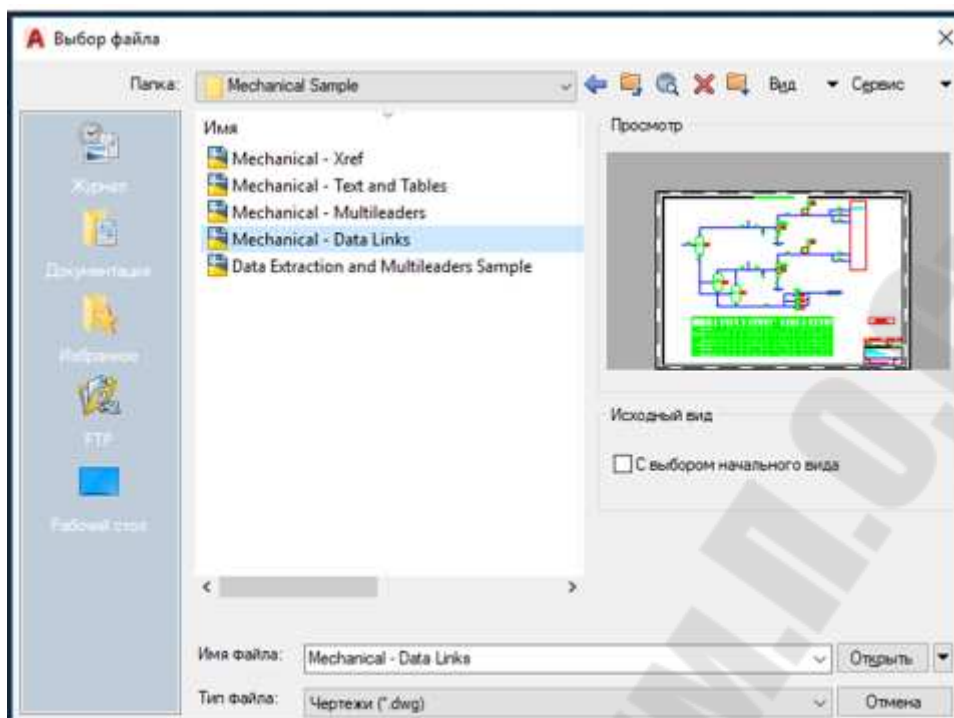 Выбор файла
Папка: Mechanical Sample Вид Сервис
Имя
Mechanical - Xref
Mechanical - Text and Tables
Mechanical - Multileaders
Mechanical - Data Links
Data Extraction and Multileaders Sample
Журнал
Документация
Избранное
FTP
Рабочий стол
Просмотр
Исходный вид
С выбором начального вида
Имя файла: Mechanical - Data Links Открыть
Тип файла: Чертежи (*.dwg) Отмена